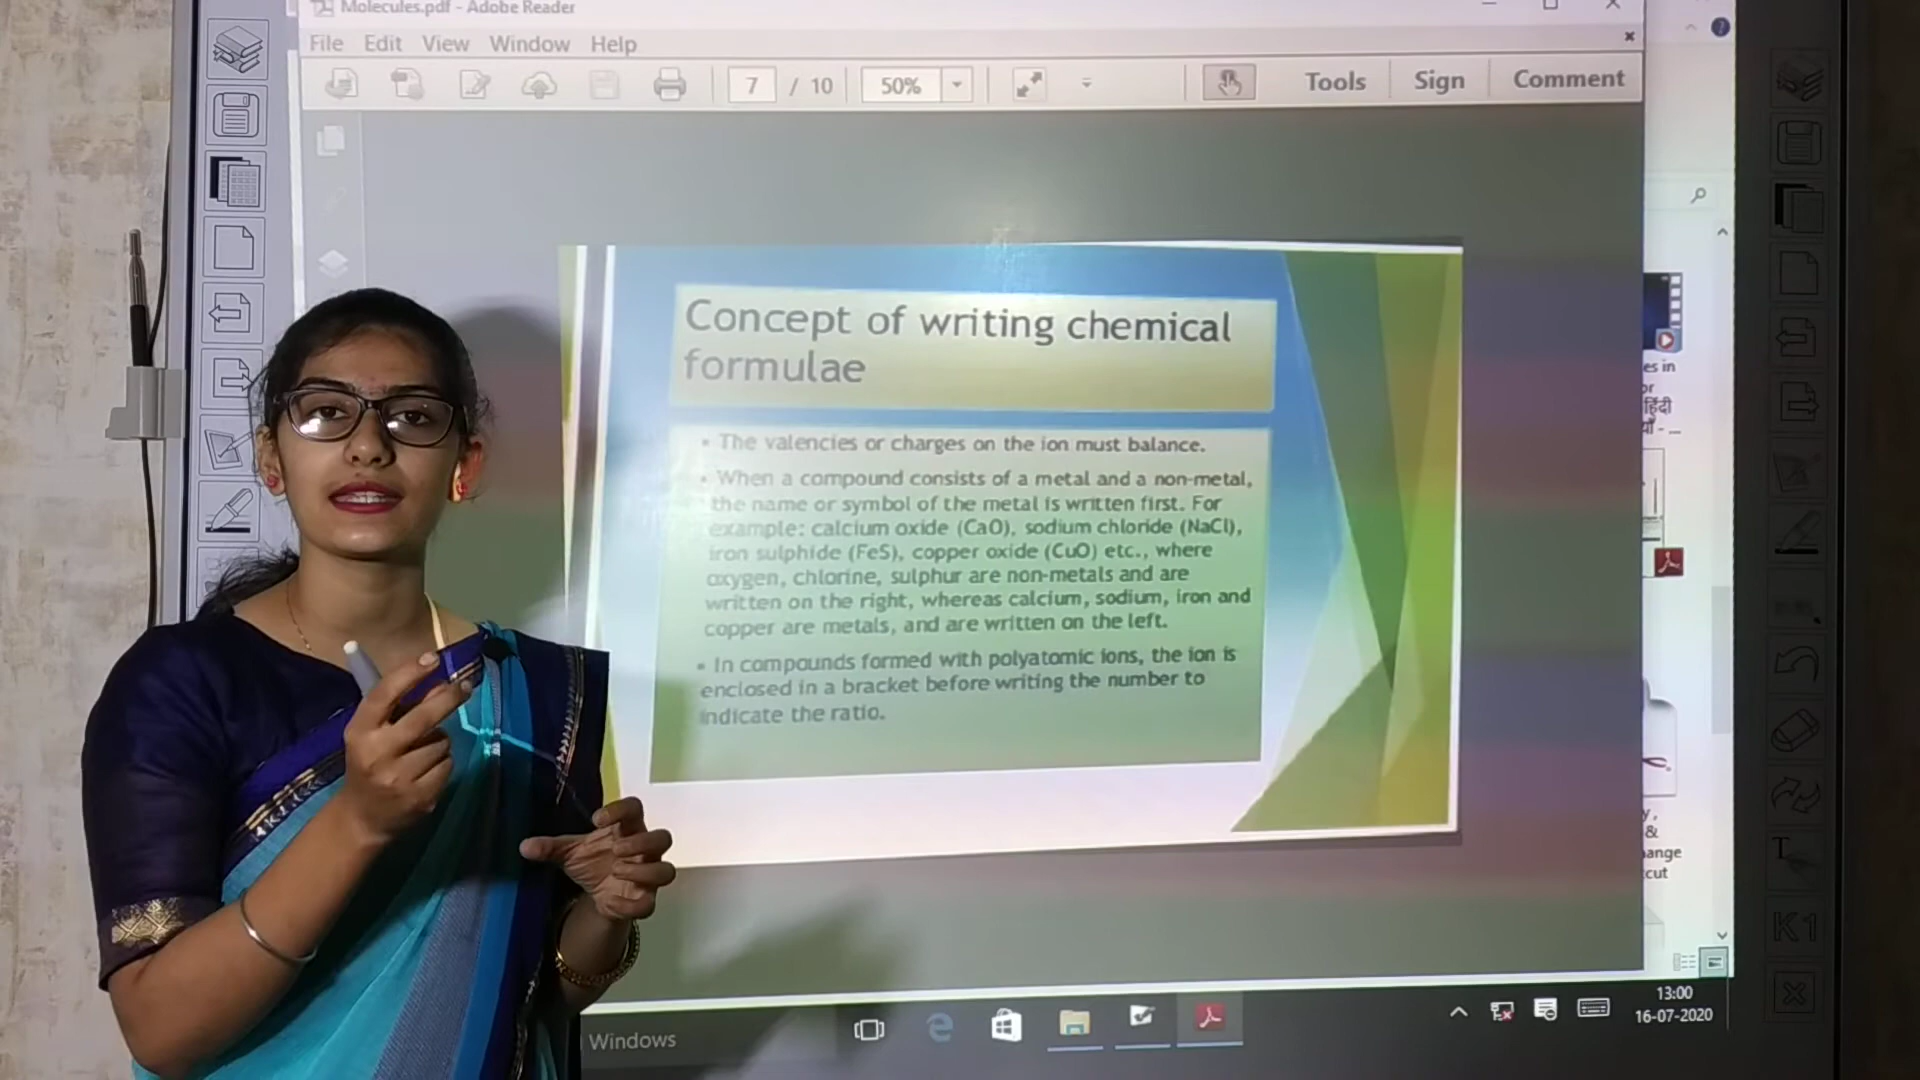 Molecules.pdf - Adobe Reader
File Edit View Window Help
7 / 10 50% Tools Sign Comment
Concept of writing chemical
formulae
• The valencies or charges on the ion must balance.
• When a compound consists of a metal and a non-metal,
the name or symbol of the metal is written first. For
example: calcium oxide (CaO), sodium chloride (NaCl),
iron sulphide (FeS), copper oxide (CuO) etc., where
oxygen, chlorine, sulphur are non-metals and are
written on the right, whereas calcium, sodium, iron and
copper are metals, and are written on the left.
• In compounds formed with polyatomic ions, the ion is
enclosed in a bracket before writing the number to
indicate the ratio.
es in
or
हिंदी
y,
&
ange
cut
T
K1
Windows
13:00
16-07-2020